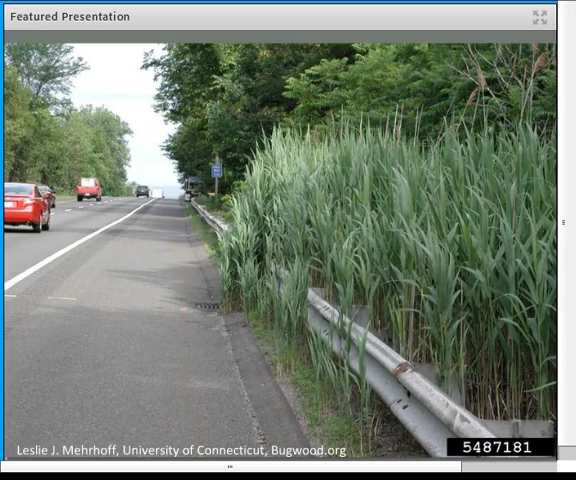 Featured Presentation
Leslie J. Mehrhoff, University of Connecticut, Bugwood.org
5487181